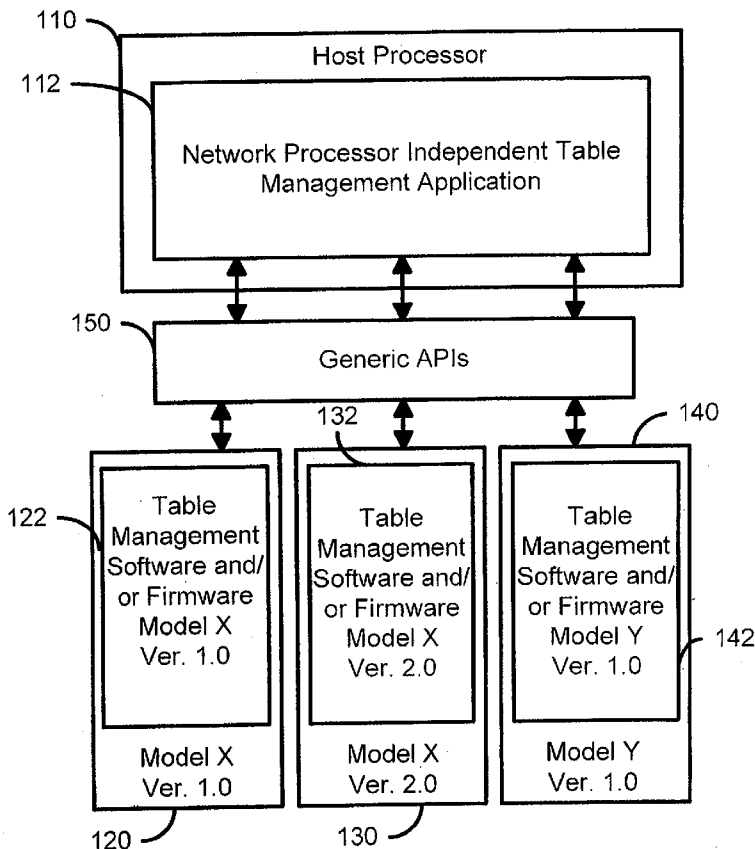 110
Host Processor
112
Network Processor Independent Table
Management Application
150
Generic APIs
132
140
122
Table
Management
Software and/
or Firmware
Model X
Ver. 1.0
Table
Management
Software and/
or Firmware
Model X
Ver. 2.0
Table
Management
Software and/
or Firmware
Model Y
Ver. 1.0
142
Model X
Ver. 1.0
Model X
Ver. 2.0
Model Y
Ver. 1.0
120
130